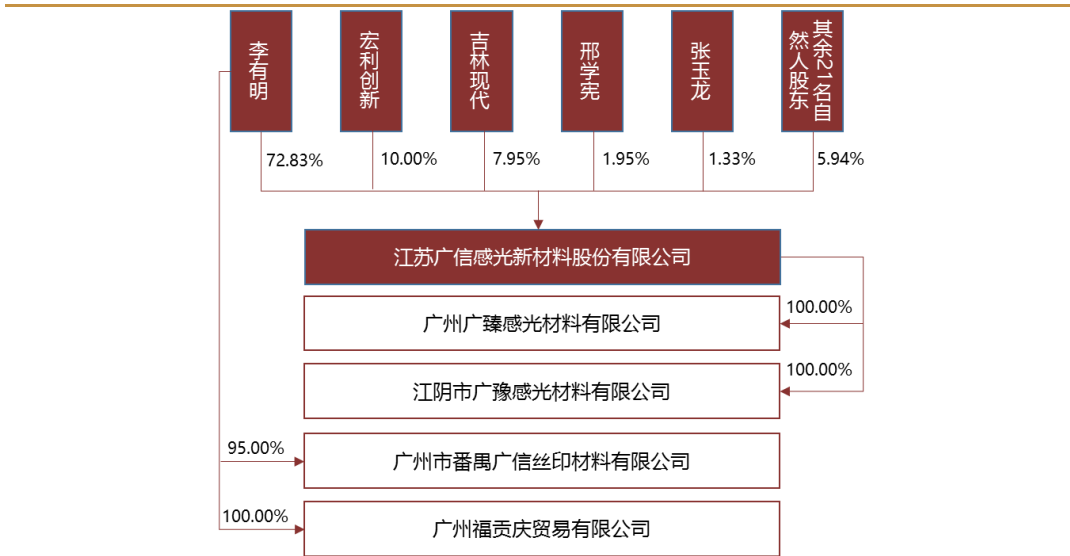 李有明
宏利创新
吉林现代
邢学宪
张玉龙
其余21名自
然人股东
72.83%
10.00%
7.95%
1.95%
1.33%
5.94%
江苏广信感光新材料股份有限公司
100.00%
广州广臻感光材料有限公司
100.00%
江阴市广豫感光材料有限公司
95.00%
广州市番禺广信丝印材料有限公司
100.00%
广州福贡庆贸易有限公司